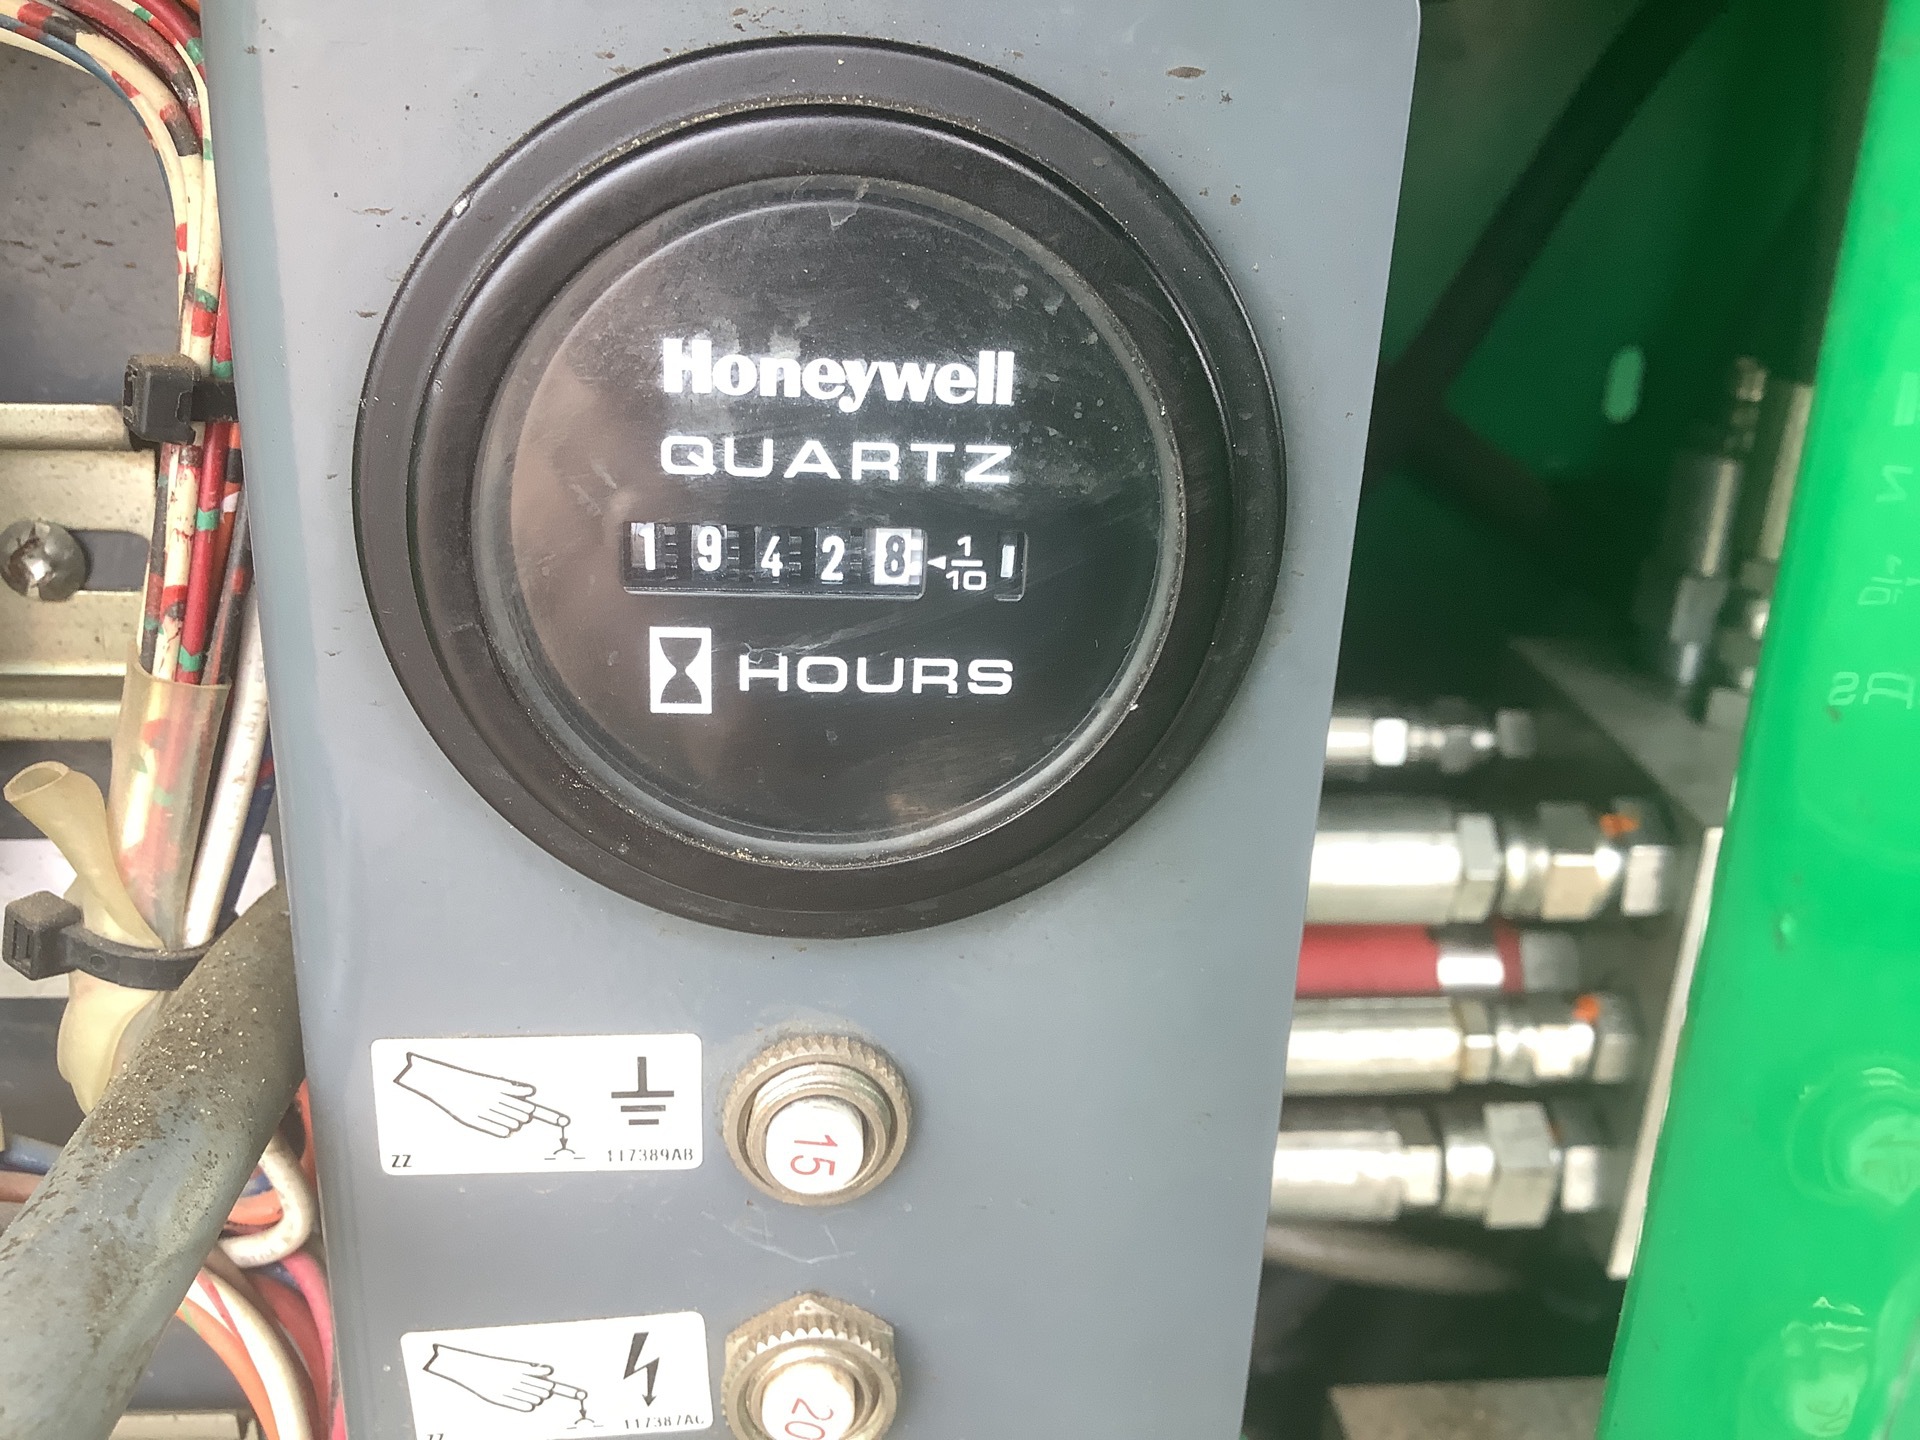 Honeywell
QUARTZ
1 9 4 2 8 ◄ 1/10
HOURS
ZZ 117389AB
15
117387AC
20